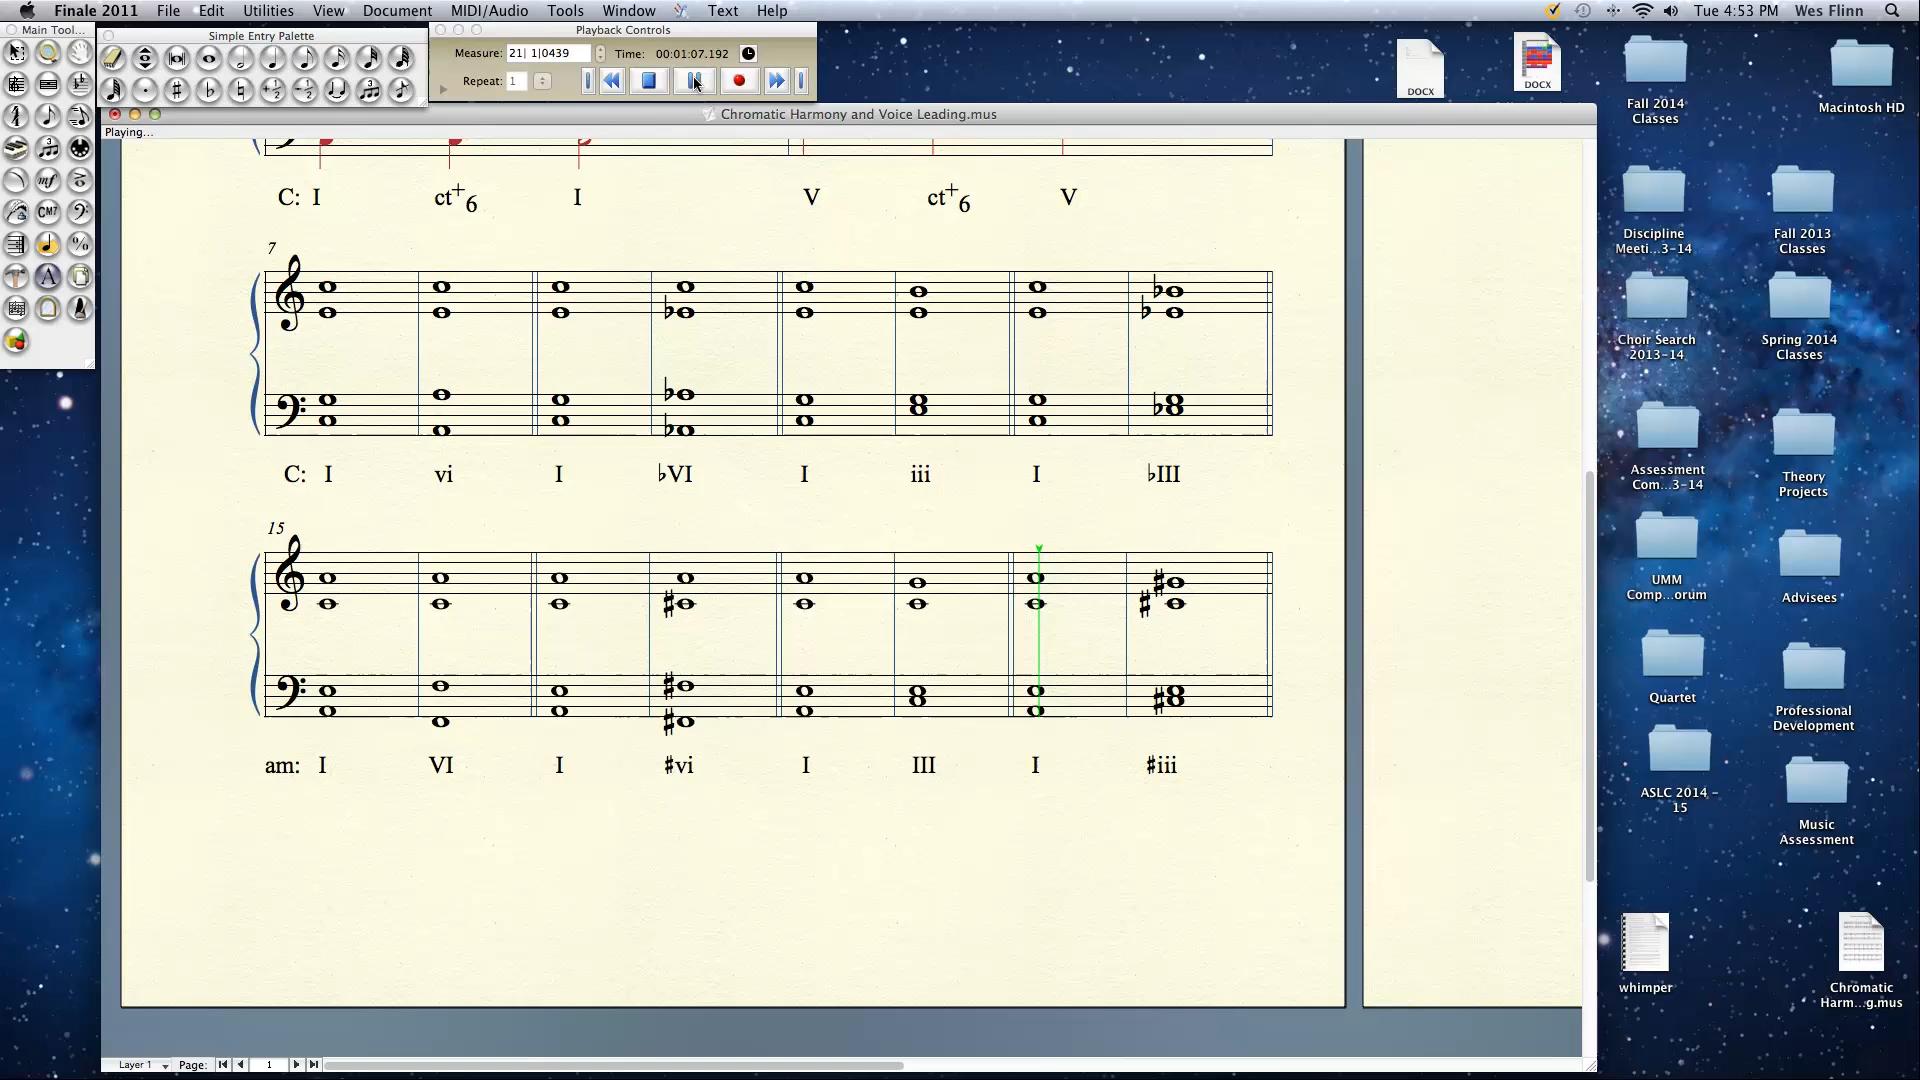 Finale 2011 File Edit Utilities View Document MIDI/Audio Tools Window Text Help Tue 4:53 PM Wes Flinn
Main Tool...
Simple Entry Palette
Playback Controls
Measure: 21| 1|0439 Time: 00:01:07.192
Repeat: 1
Chromatic Harmony and Voice Leading.mus
Playing...
C: I ct+6 I V ct+6 V
7
C: I vi I ♭VI I iii I ♭III
15
am: I VI I ♯vi I III I ♯iii
Layer 1 Page: 1
mf
CM7
A
DOCX
DOCX
Fall 2014
Classes
Macintosh HD
Discipline
Meeti...3-14
Fall 2013
Classes
Choir Search
2013-14
Spring 2014
Classes
Assessment
Com...3-14
Theory
Projects
UMM
Comp...orum
Advisees
Quartet
Professional
Development
ASLC 2014 -
15
Music
Assessment
whimper
Chromatic
Harm...g.mus